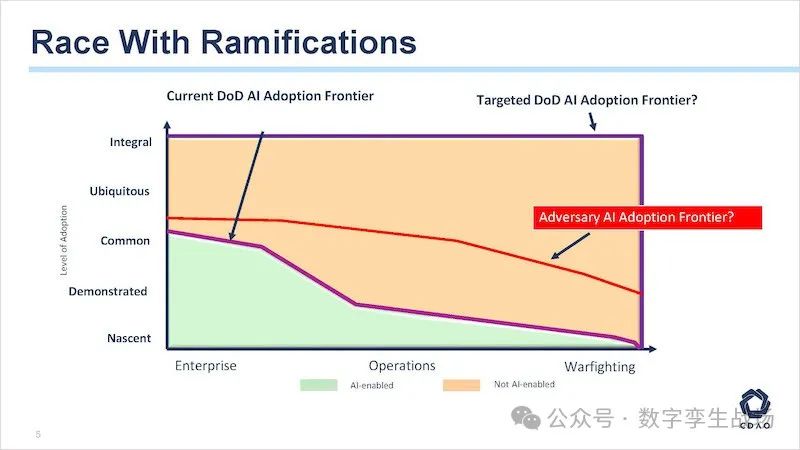 Race With Ramifications
Current DoD AI Adoption Frontier
Targeted DoD AI Adoption Frontier?
Integral
Ubiquitous
Adversary AI Adoption Frontier?
Common
Level of Adoption
Demonstrated
Nascent
Enterprise
Operations
Warfighting
AI-enabled
Not AI-enabled
公众号 · 数字孪生战场
CDAO
5